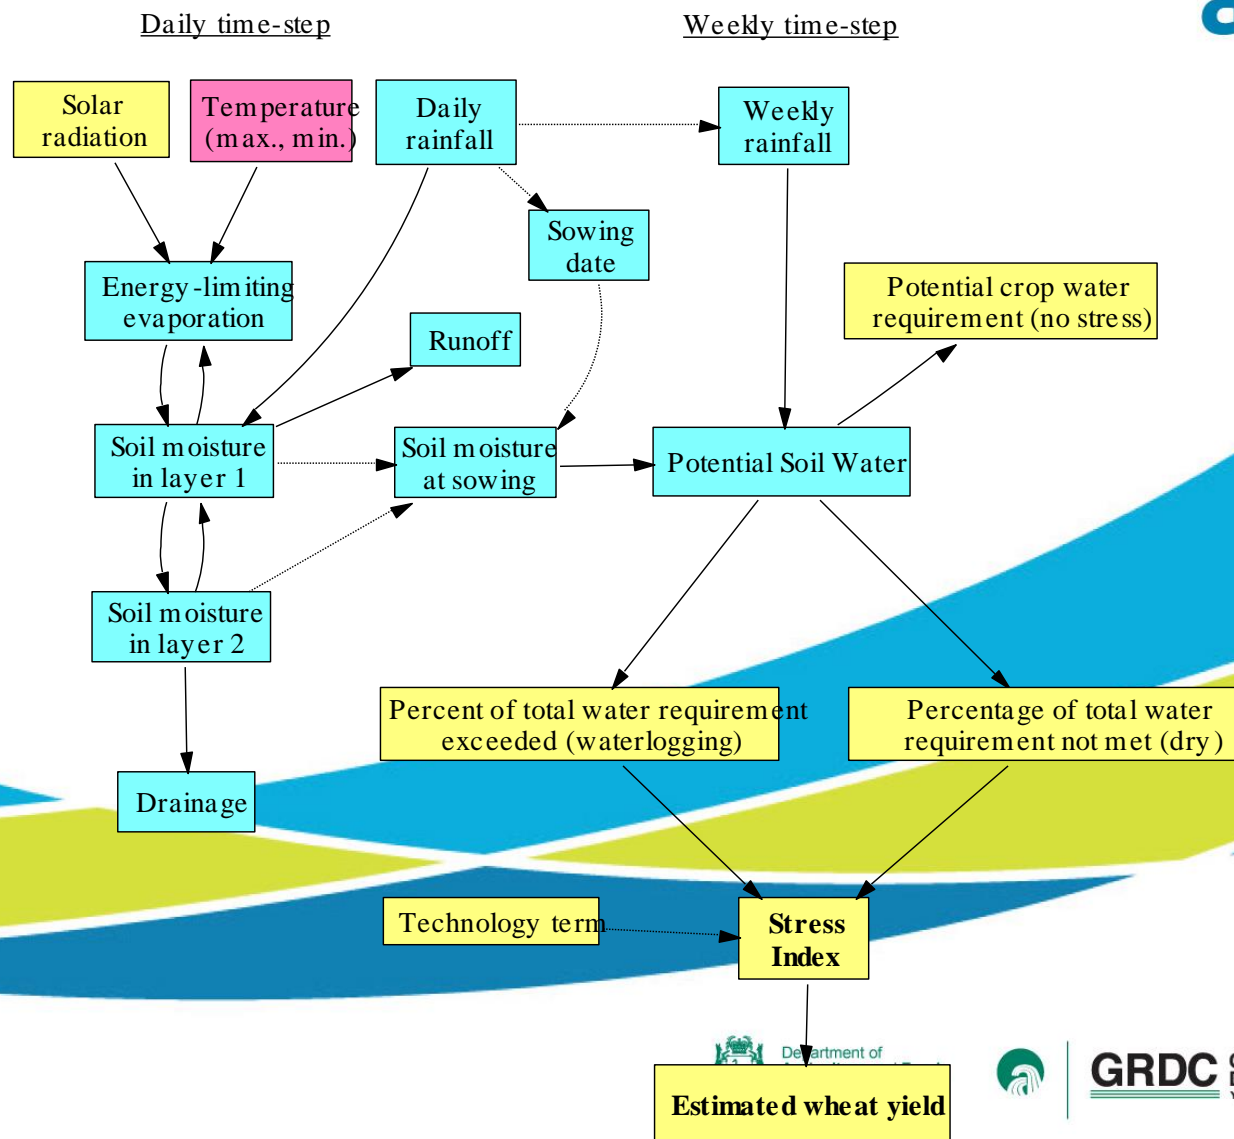 Daily time-step
Weekly time-step
Solar
radiation
Temperature
(max., min.)
Daily
rainfall
Weekly
rainfall
Sowing
date
Energy-limiting
evaporation
Potential crop water
requirement (no stress)
Runoff
Soil moisture
in layer 1
Soil moisture
at sowing
Potential Soil Water
Soil moisture
in layer 2
Percent of total water requirement
exceeded (waterlogging)
Percentage of total water
requirement not met (dry)
Drainage
Technology term
Stress
Index
Department of
GRDC
Estimated wheat yield